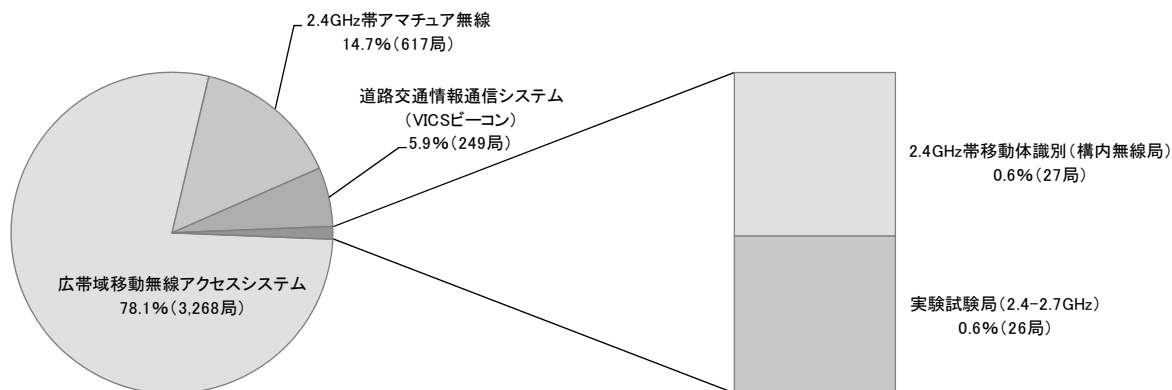 2.4GHz帯アマチュア無線
14.7%(617局)
道路交通情報通信システム
(VICSビーコン)
5.9%(249局)
広帯域移動無線アクセスシステム
78.1%(3,268局)
2.4GHz帯移動体識別(構内無線局)
0.6%(27局)
実験試験局(2.4-2.7GHz)
0.6%(26局)